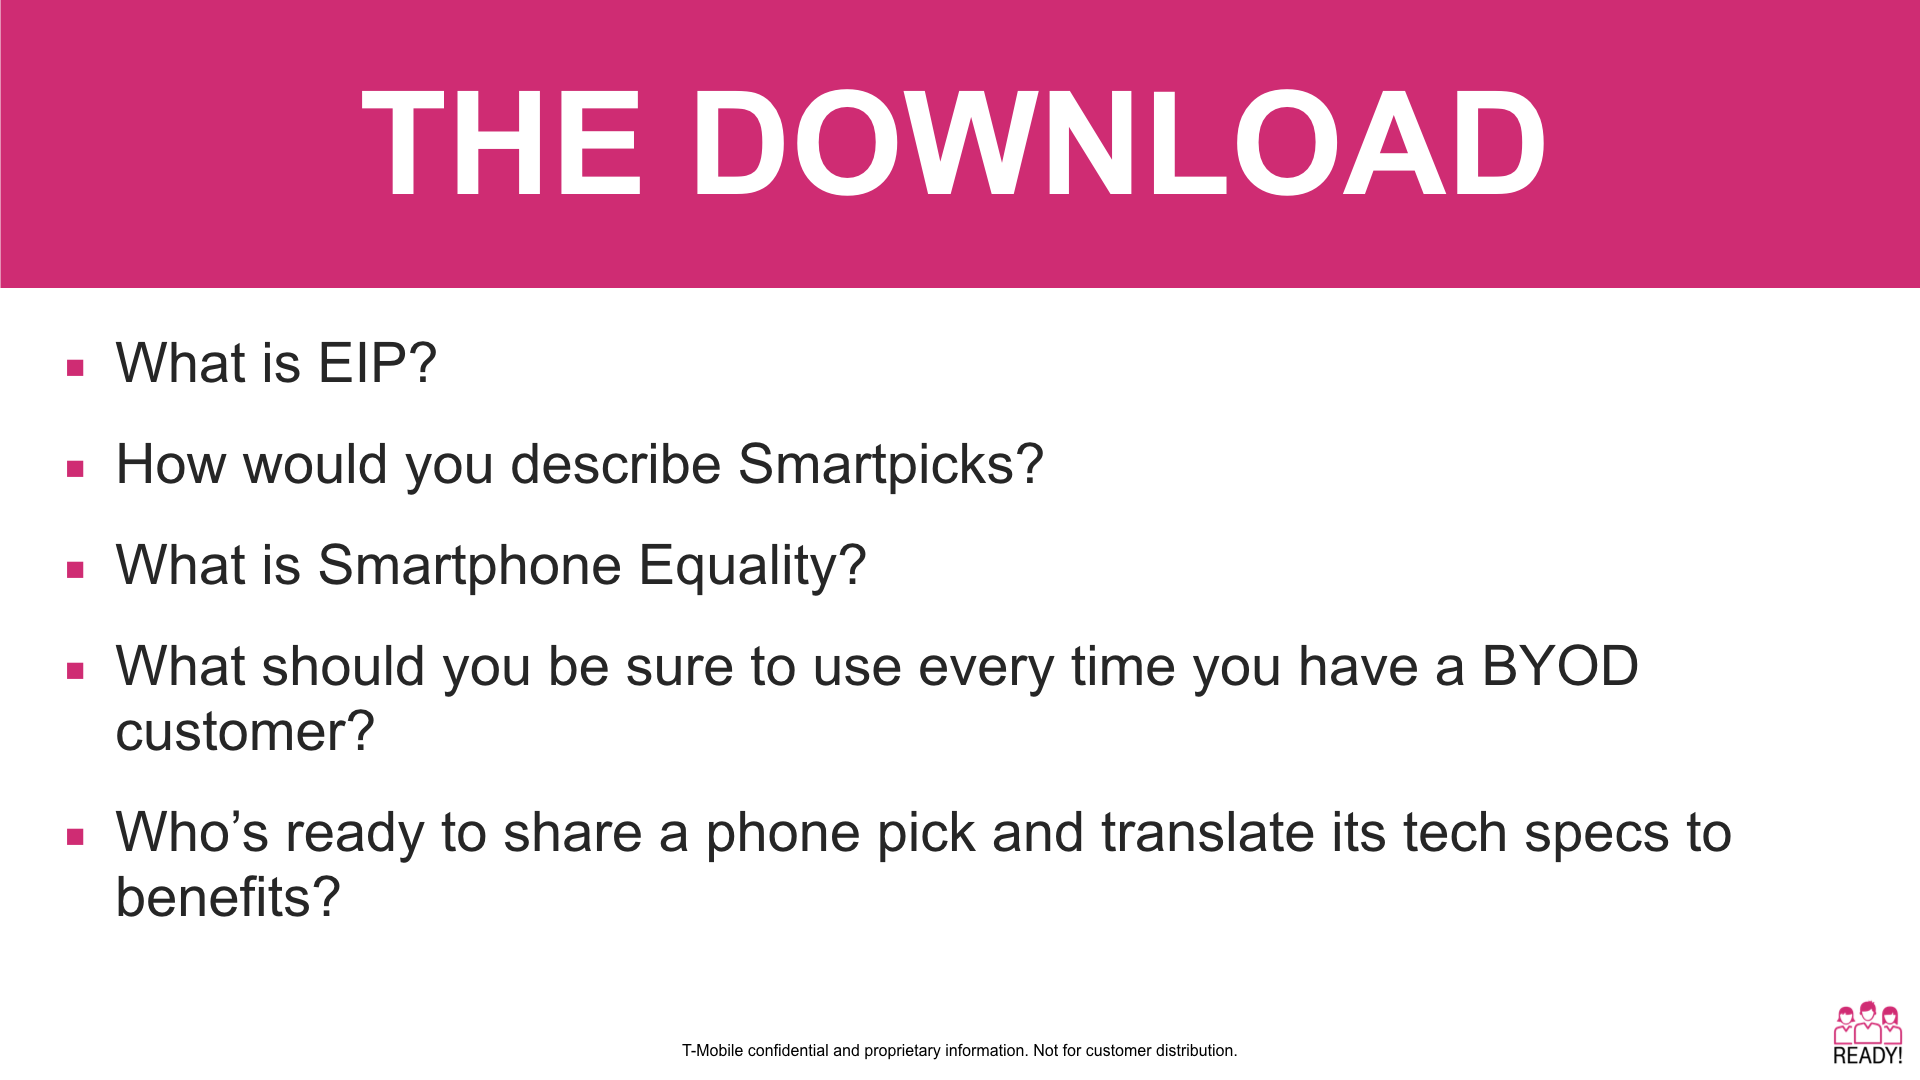 THE DOWNLOAD
What is EIP?
How would you describe Smartpicks?
What is Smartphone Equality?
What should you be sure to use every time you have a BYOD
customer?
Who’s ready to share a phone pick and translate its tech specs to
benefits?
T-Mobile confidential and proprietary information. Not for customer distribution.
READY!